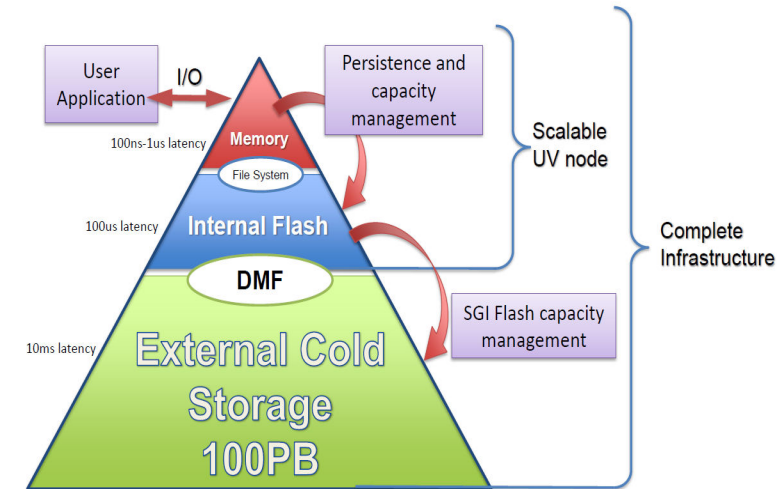 User
Application
I/O
Persistence and
capacity
management
Memory
100ns-1us latency
File System
Scalable
UV node
100us latency
Internal Flash
DMF
Complete
Infrastructure
SGI Flash capacity
management
10ms latency
External Cold
Storage
100PB